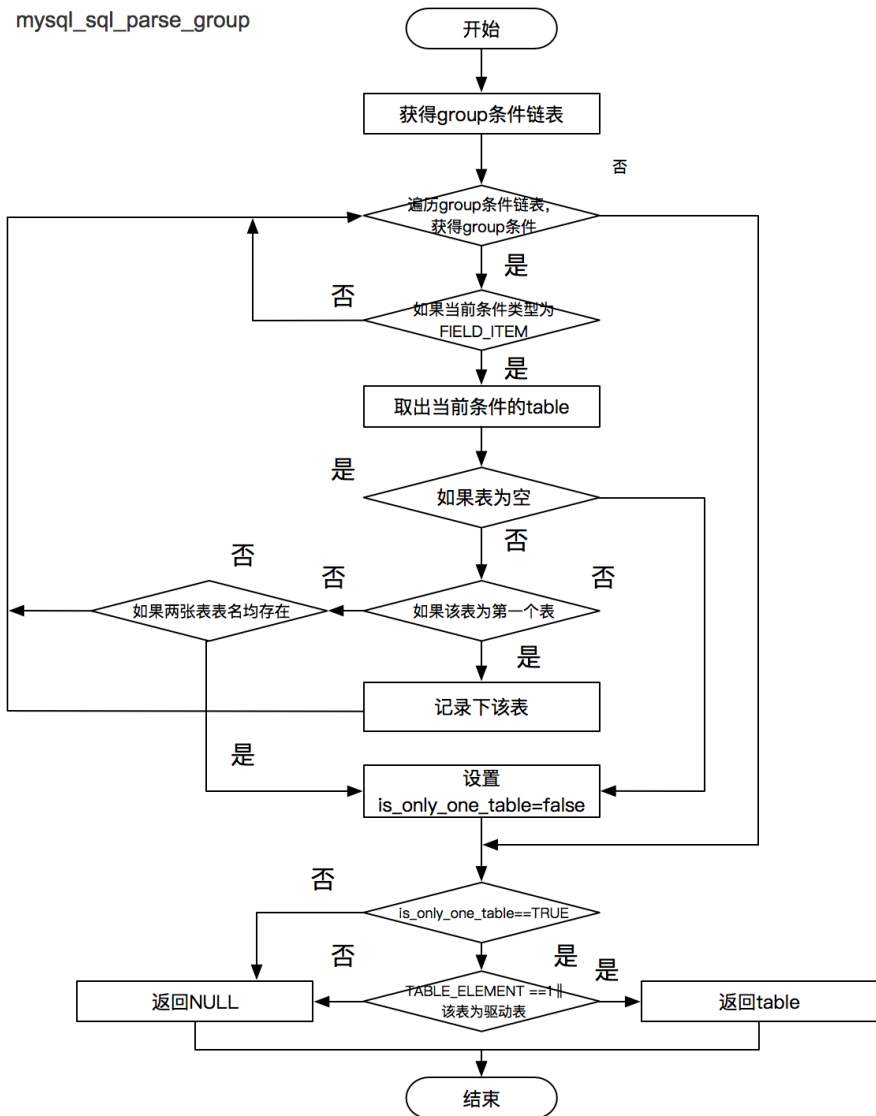 mysql_sql_parse_group
开始
获得group条件链表
否
遍历group条件链表，
获得group条件
是
否
如果当前条件类型为
FIELD_ITEM
是
取出当前条件的table
是
如果表为空
否
否
否
否
如果两张表表名均存在
如果该表为第一个表
是
记录下该表
是
设置
is_only_one_table=false
否
is_only_one_table==TRUE
否
是
是
返回NULL
TABLE_ELEMENT ==1 ||
该表为驱动表
返回table
结束